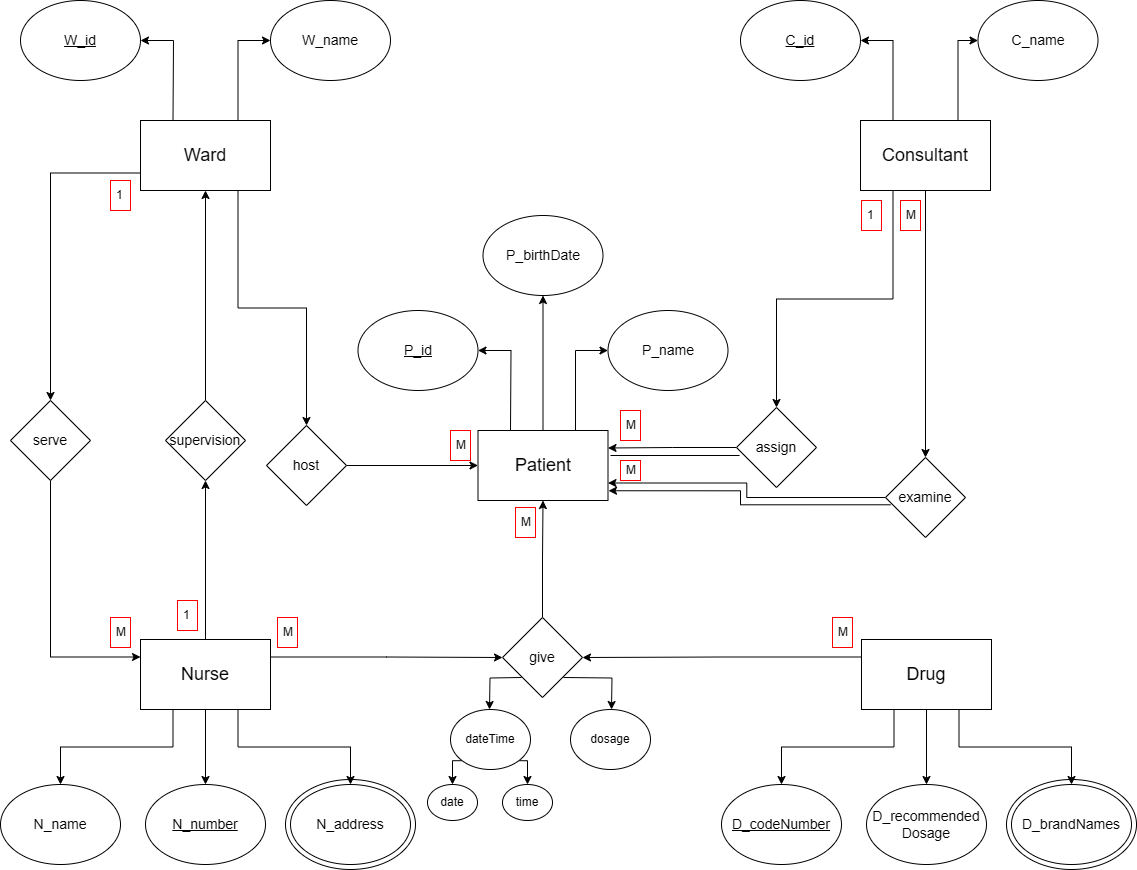 W_id
W_name
C_id
C_name
Ward
Consultant
1
1
M
P_birthDate
P_id
P_name
M
M
serve
supervision
host
Patient
assign
M
examine
M
1
M
M
M
Nurse
give
Drug
dateTime
dosage
date
time
N_name
N_number
N_address
D_codeNumber
D_recommended
Dosage
D_brandNames